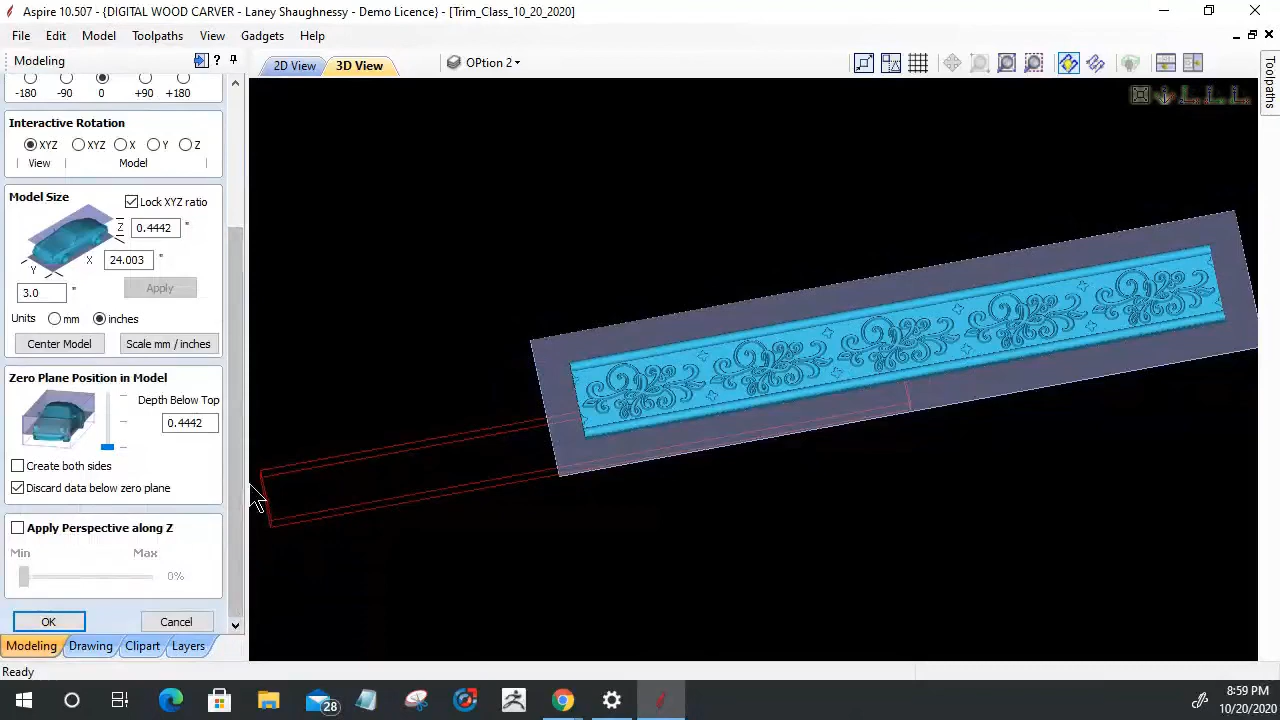 Aspire 10.507 - {DIGITAL WOOD CARVER - Laney Shaughnessy - Demo Licence} - [Trim_Class_10_20_2020]
File Edit Model Toolpaths View Gadgets Help
Modeling ?
2D View 3D View OPtion 2
Toolpaths
-180 -90 0 +90 +180
Interactive Rotation
XYZ XYZ X Y Z
View Model
Model Size
Lock XYZ ratio
Z 0.4442 "
X 24.003 "
Y
3.0 " Apply
Units mm inches
Center Model Scale mm / inches
Zero Plane Position in Model
Depth Below Top
0.4442
Create both sides
Discard data below zero plane
Apply Perspective along Z
Min Max
0%
OK Cancel
Modeling Drawing Clipart Layers
Ready
28
8:59 PM
10/20/2020